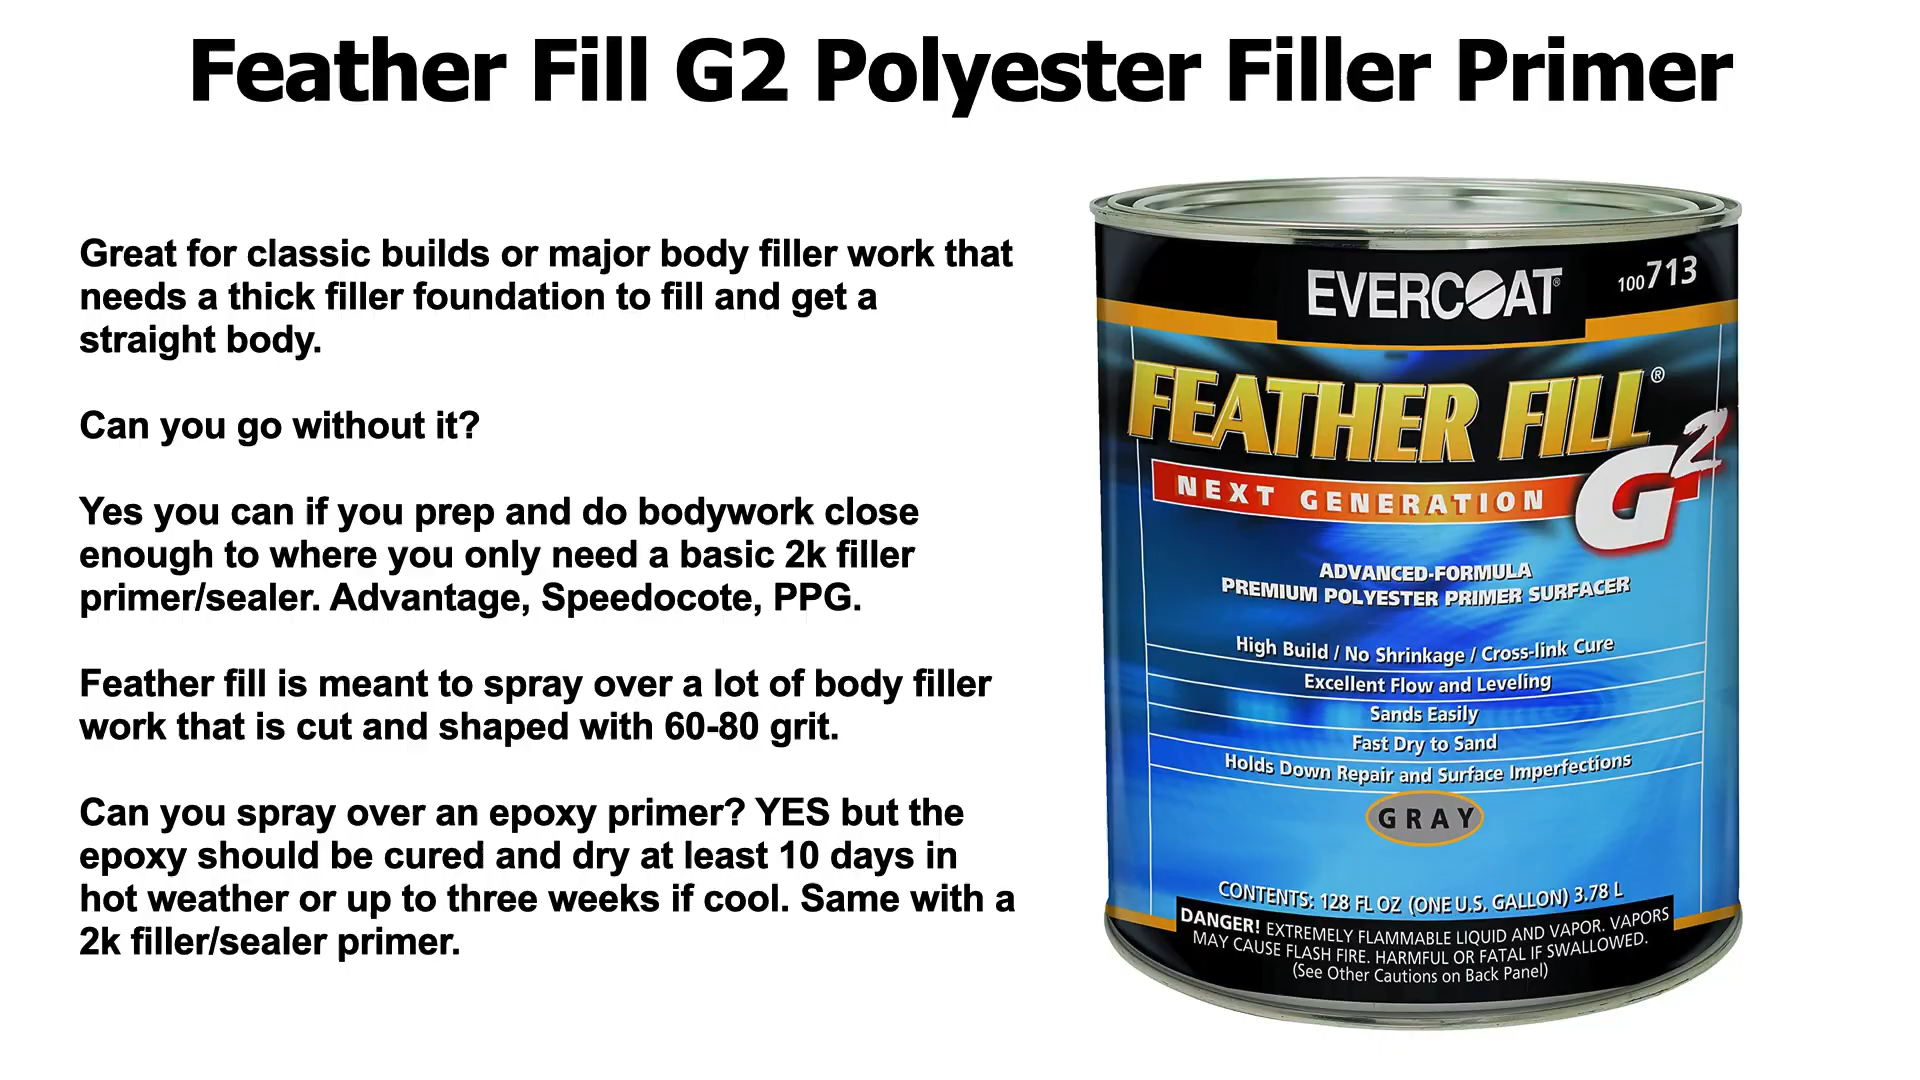 Feather Fill G2 Polyester Filler Primer
Great for classic builds or major body filler work that
needs a thick filler foundation to fill and get a
straight body.
Can you go without it?
Yes you can if you prep and do bodywork close
enough to where you only need a basic 2k filler
primer/sealer. Advantage, Speedocote, PPG.
Feather fill is meant to spray over a lot of body filler
work that is cut and shaped with 60-80 grit.
Can you spray over an epoxy primer? YES but the
epoxy should be cured and dry at least 10 days in
hot weather or up to three weeks if cool. Same with a
2k filler/sealer primer.
EVERCOAT®
100713
FEATHER FILL®
G2
NEXT GENERATION
ADVANCED-FORMULA
PREMIUM POLYESTER PRIMER SURFACER
High Build / No Shrinkage / Cross-link Cure
Excellent Flow and Leveling
Sands Easily
Fast Dry to Sand
Holds Down Repair and Surface Imperfections
GRAY
CONTENTS: 128 FL OZ (ONE U.S. GALLON) 3.78 L
DANGER! EXTREMELY FLAMMABLE LIQUID AND VAPOR. VAPORS
MAY CAUSE FLASH FIRE. HARMFUL OR FATAL IF SWALLOWED.
(See Other Cautions on Back Panel)